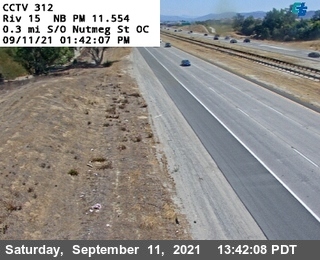 CCTV 312
Riv 15 NB PM 11.554
0.3 mi S/O Nutmeg St OC
09/11/21 01:42:07 PM
Saturday, September 11, 2021 13:42:08 PDT